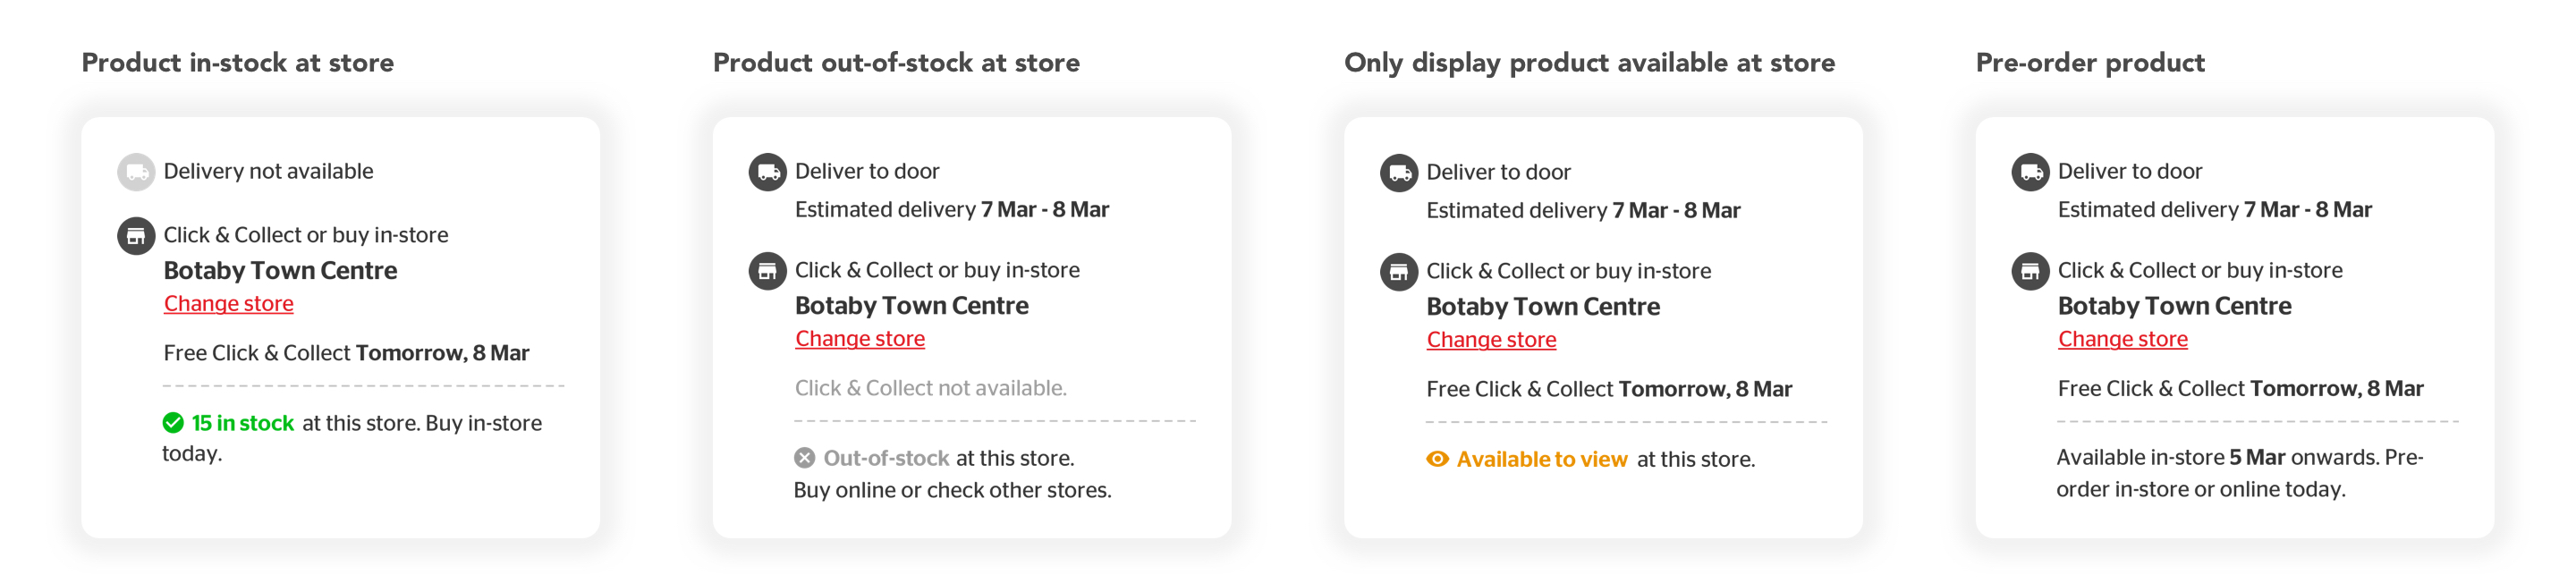 Product in-stock at store
Delivery not available
Click & Collect or buy in-store
Botaby Town Centre
Change store
Free Click & Collect Tomorrow, 8 Mar
15 in stock at this store. Buy in-store
today.
Product out-of-stock at store
Deliver to door
Estimated delivery 7 Mar - 8 Mar
Click & Collect or buy in-store
Botaby Town Centre
Change store
Click & Collect not available.
Out-of-stock at this store.
Buy online or check other stores.
Only display product available at store
Deliver to door
Estimated delivery 7 Mar - 8 Mar
Click & Collect or buy in-store
Botaby Town Centre
Change store
Free Click & Collect Tomorrow, 8 Mar
Available to view at this store.
Pre-order product
Deliver to door
Estimated delivery 7 Mar - 8 Mar
Click & Collect or buy in-store
Botaby Town Centre
Change store
Free Click & Collect Tomorrow, 8 Mar
Available in-store 5 Mar onwards. Pre-
order in-store or online today.